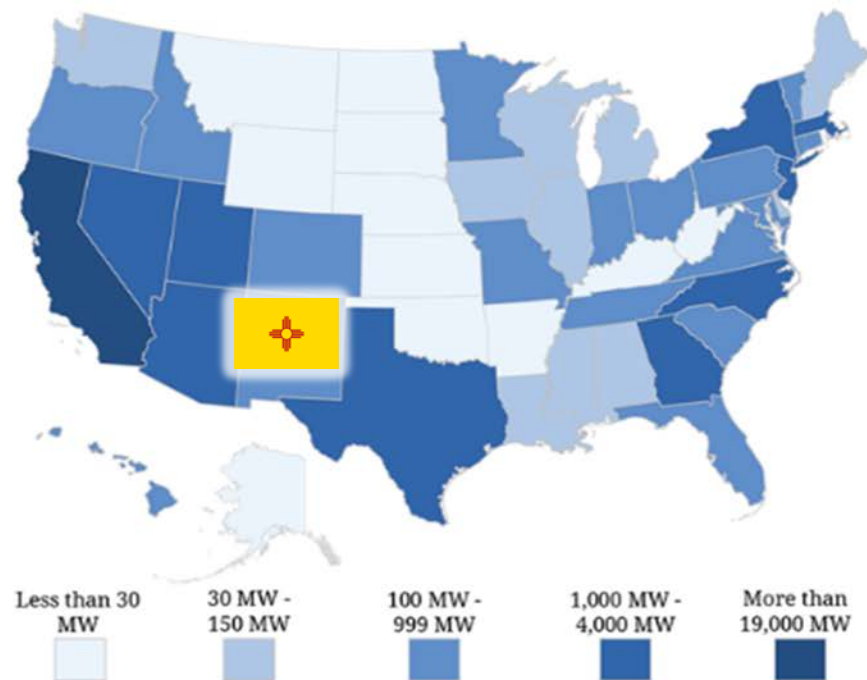 Less than 30
MW
30 MW -
150 MW
100 MW -
999 MW
1,000 MW -
4,000 MW
More than
19,000 MW